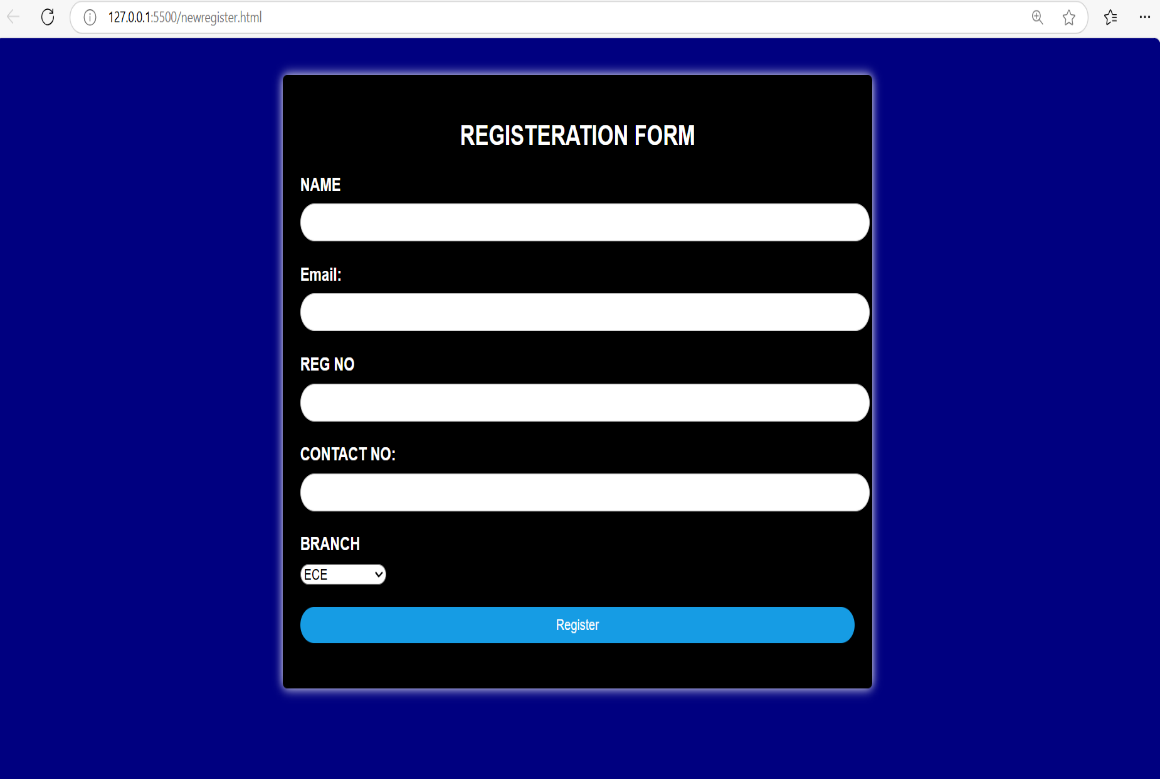 127.0.0.1:5500/newregister.html
REGISTERATION FORM
NAME
Email:
REG NO
CONTACT NO:
BRANCH
ECE
Register